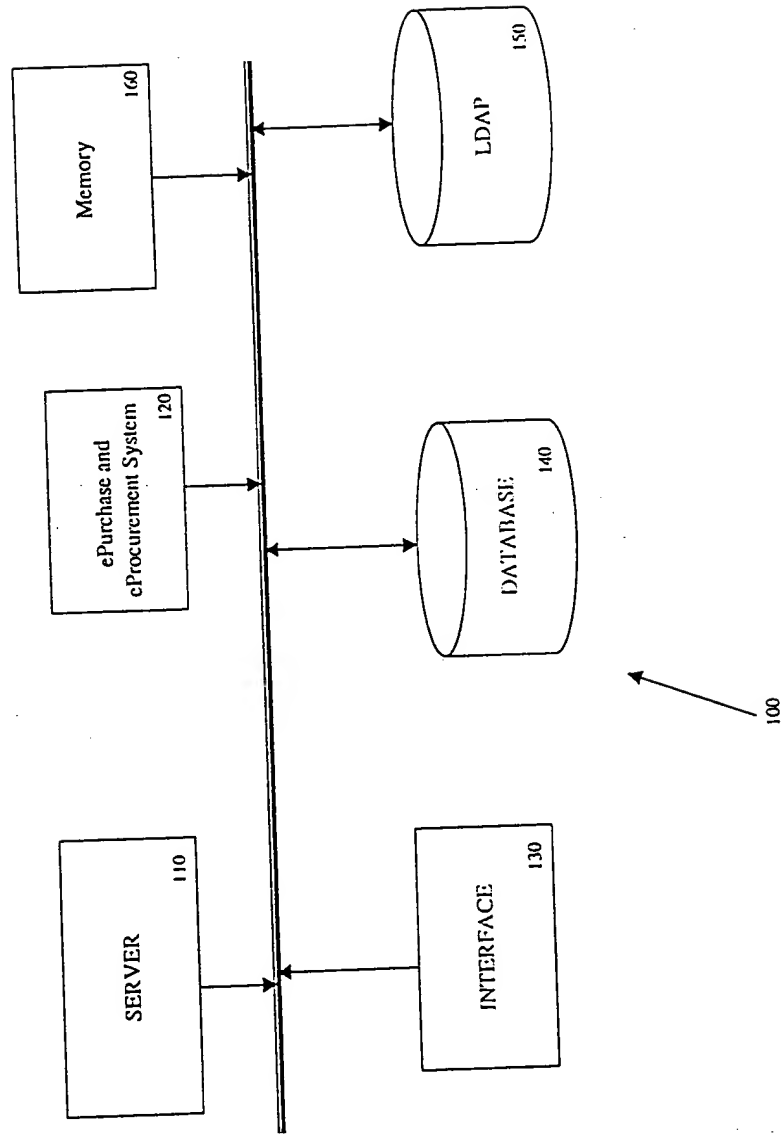 SERVER
110
ePurchase and
eProcurement System
120
Memory
160
INTERFACE
130
DATABASE
140
LDAP
150
100